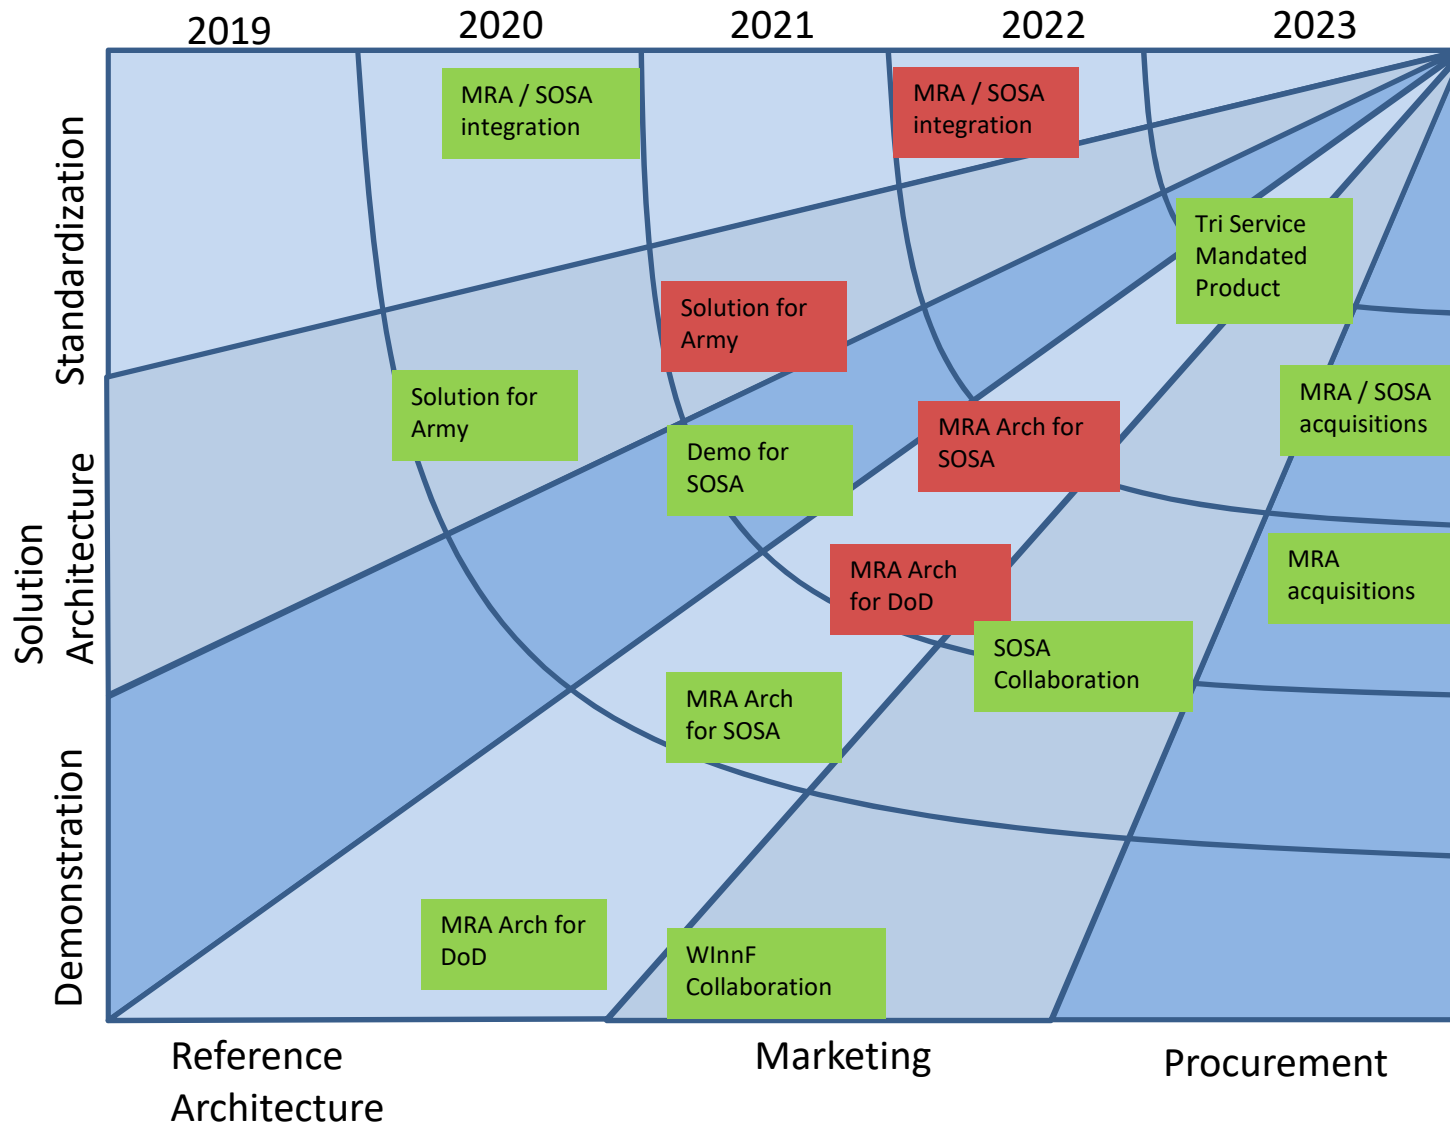 2019
2020
2021
2022
2023
MRA / SOSA
integration
MRA / SOSA
integration
Standardization
Tri Service
Mandated
Product
Solution for
Army
Solution for
Army
MRA / SOSA
acquisitions
MRA Arch for
SOSA
Demo for
SOSA
Solution
Architecture
MRA Arch
for DoD
MRA
acquisitions
SOSA
Collaboration
MRA Arch
for SOSA
Demonstration
MRA Arch for
DoD
WInnF
Collaboration
Reference
Architecture
Marketing
Procurement